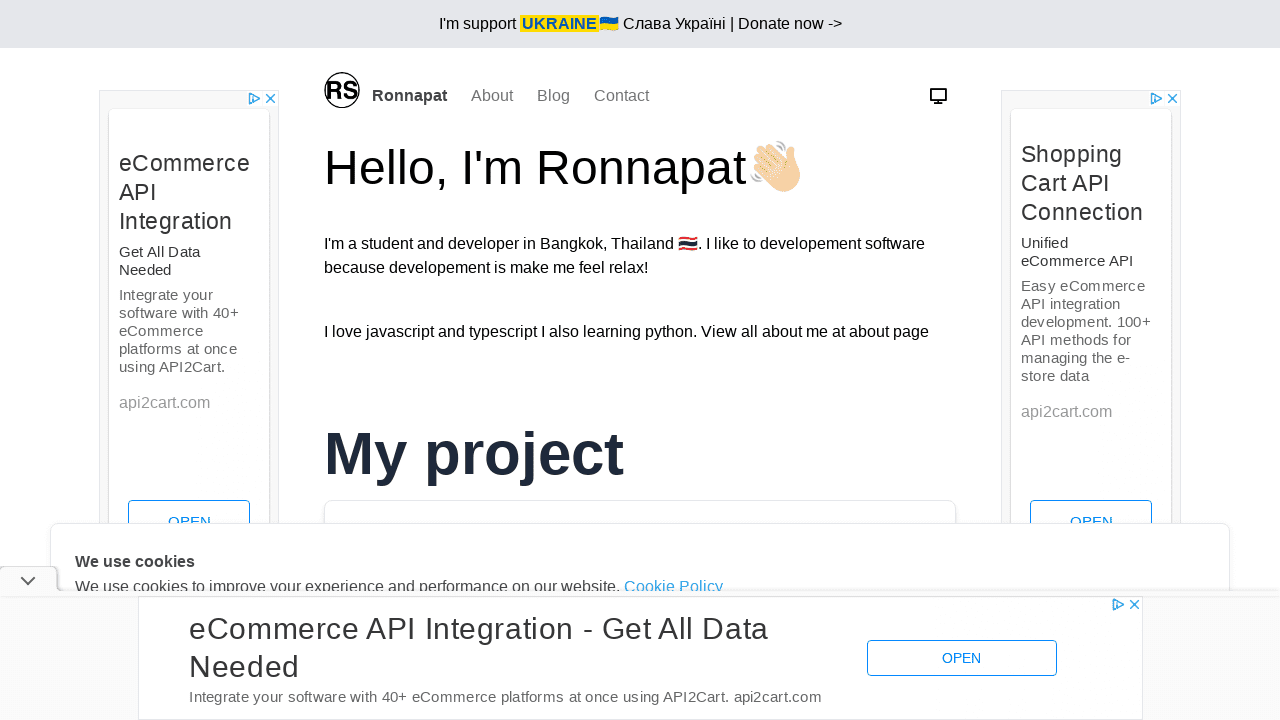 I'm support UKRAINE🇺🇦 Слава Україні | Donate now ->
RS Ronnapat About Blog Contact
Hello, I'm Ronnapat👋🏻
I'm a student and developer in Bangkok, Thailand 🇹🇭. I like to developement software
because developement is make me feel relax!
I love javascript and typescript I also learning python. View all about me at about page
My project
eCommerce
API
Integration
Get All Data
Needed
Integrate your
software with 40+
eCommerce
platforms at once
using API2Cart.
api2cart.com
OPEN
Shopping
Cart API
Connection
Unified
eCommerce API
Easy eCommerce
API integration
development. 100+
API methods for
managing the e-
store data
api2cart.com
OPEN
We use cookies
We use cookies to improve your experience and performance on our website. Cookie Policy
eCommerce API Integration - Get All Data
Needed
Integrate your software with 40+ eCommerce platforms at once using API2Cart. api2cart.com
OPEN